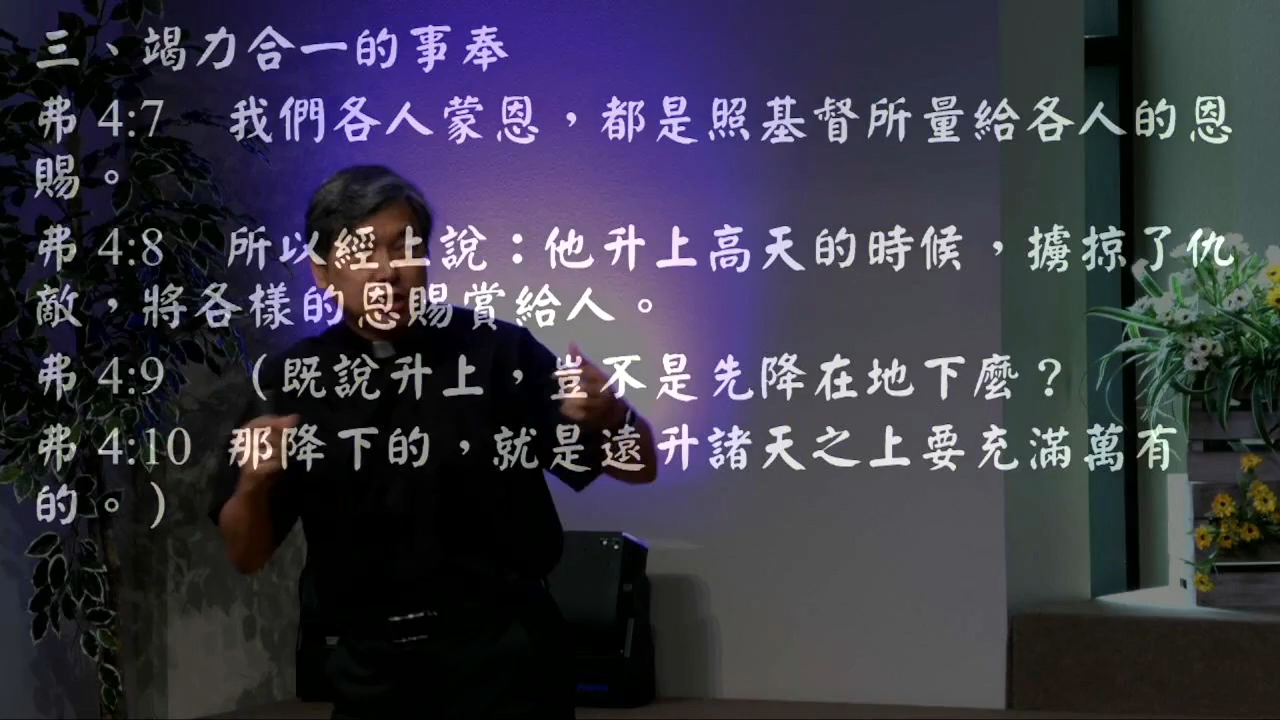 三、竭力合一的事奉
弗 4:7 我們各人蒙恩，都是照基督所量給各人的恩
賜。
弗 4:8 所以經上說：他升上高天的時候，擄掠了仇
敵，將各樣的恩賜賞給人。
弗 4:9 （既說升上，豈不是先降在地下麼？
弗 4:10 那降下的，就是遠升諸天之上要充滿萬有
的。）